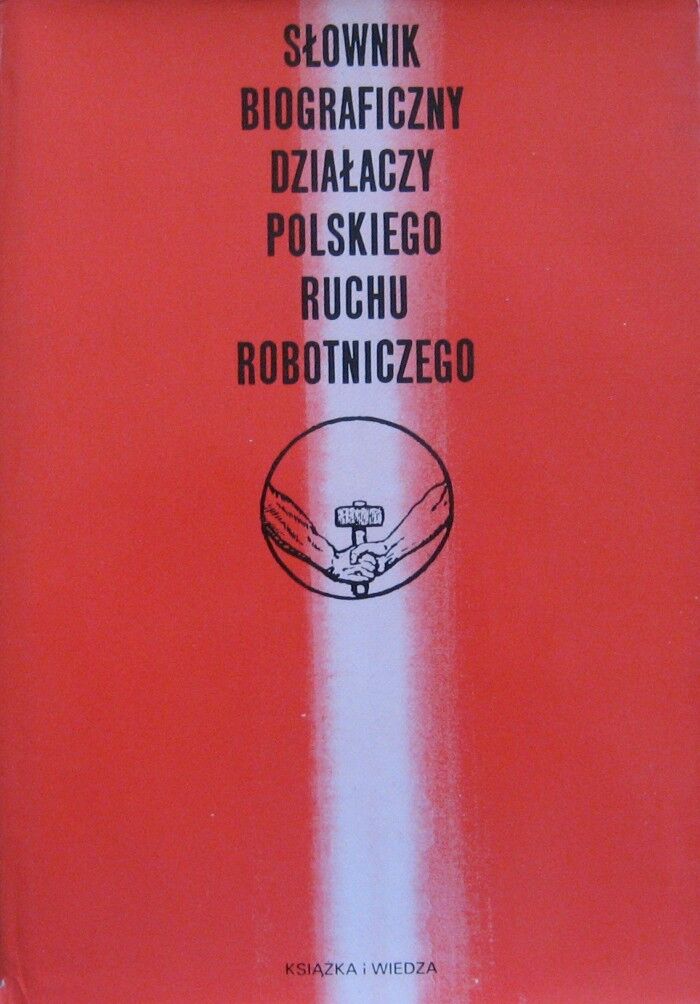 SŁOWNIK
BIOGRAFICZNY
DZIAŁACZY
POLSKIEGO
RUCHU
ROBOTNICZEGO
KSIĄŻKA i WIEDZA